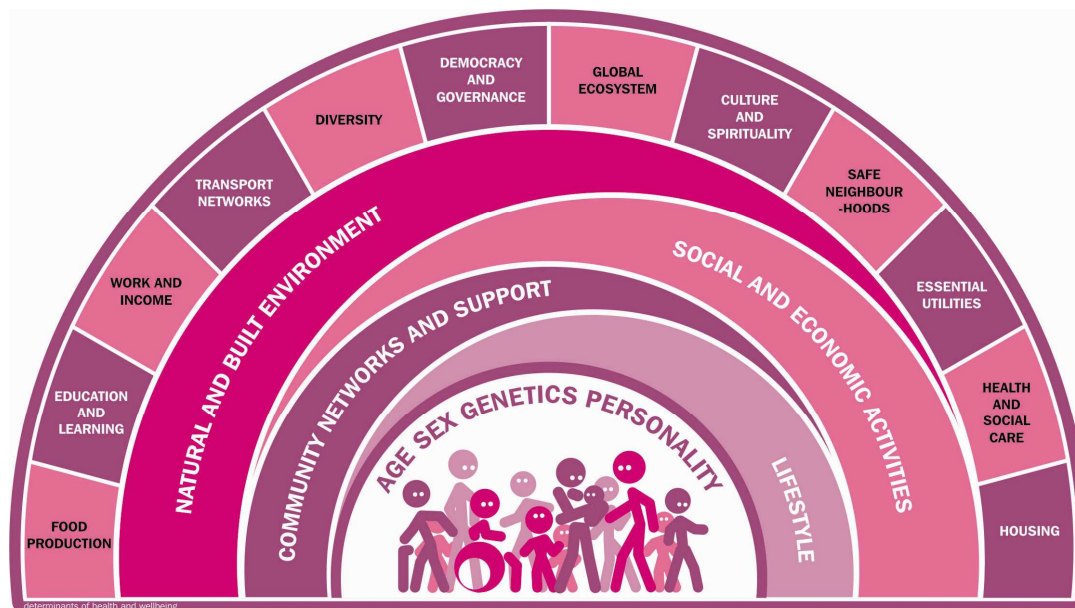 FOOD
PRODUCTION
EDUCATION
AND
LEARNING
WORK AND
INCOME
TRANSPORT
NETWORKS
DIVERSITY
DEMOCRACY
AND
GOVERNANCE
GLOBAL
ECOSYSTEM
CULTURE
AND
SPIRITUALITY
SAFE
NEIGHBOUR
-HOODS
ESSENTIAL
UTILITIES
HEALTH
AND
SOCIAL
CARE
HOUSING
NATURAL AND BUILT ENVIRONMENT
SOCIAL AND ECONOMIC ACTIVITIES
COMMUNITY NETWORKS AND SUPPORT
LIFESTYLE
AGE SEX GENETICS PERSONALITY
determinants of health and wellbeing